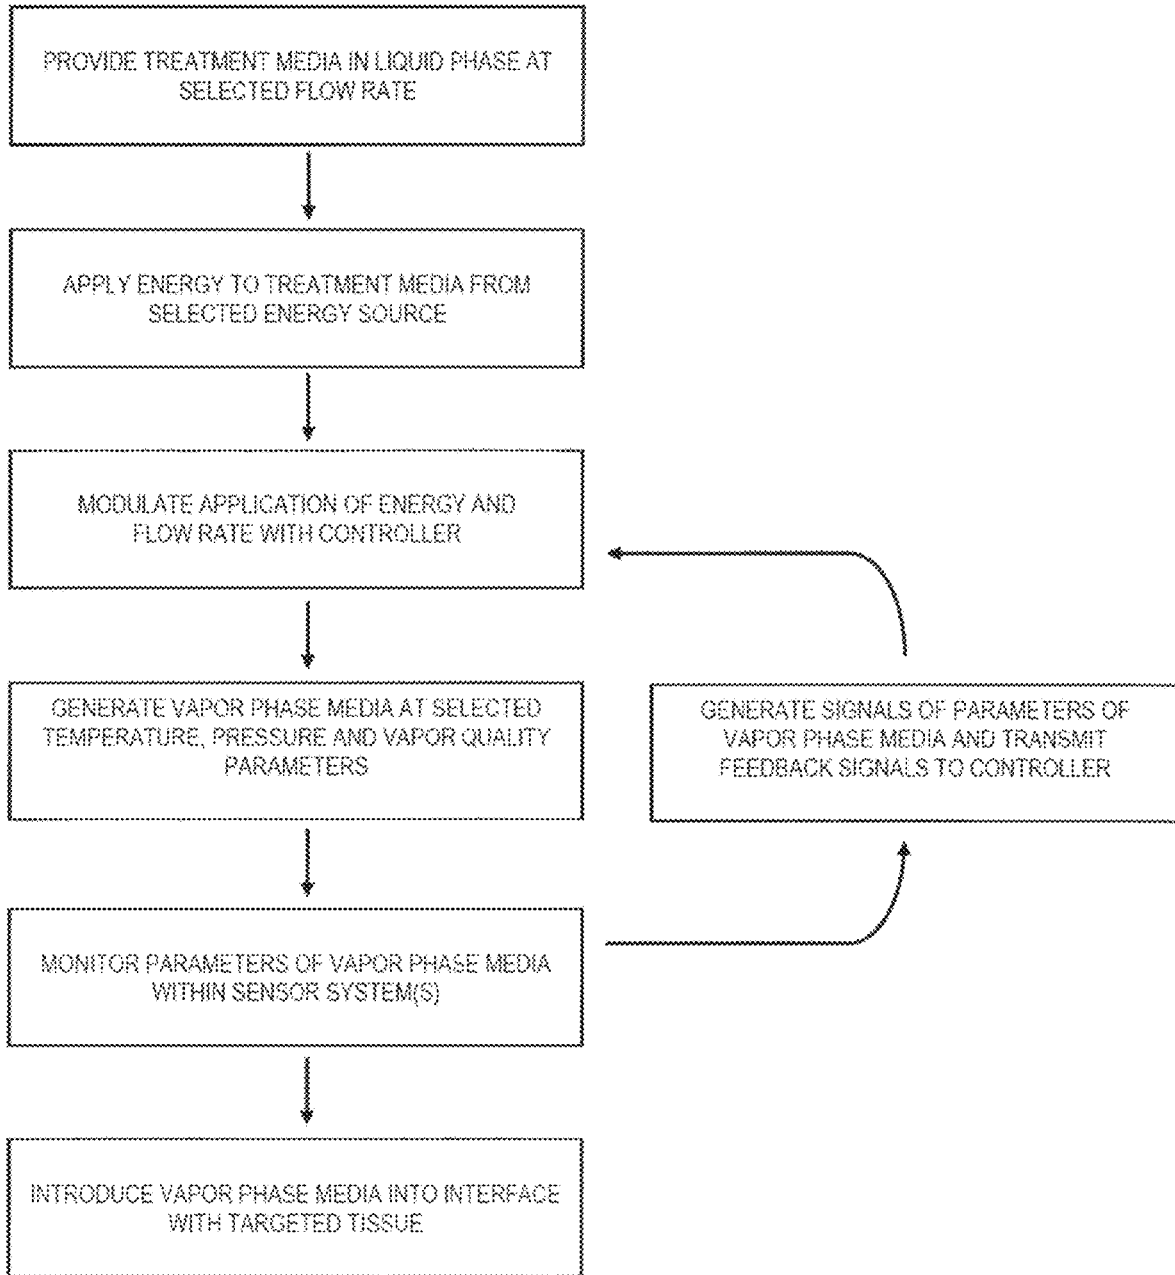 PROVIDE TREATMENT MEDIA IN LIQUID PHASE AT
SELECTED FLOW RATE
APPLY ENERGY TO TREATMENT MEDIA FROM
SELECTED ENERGY SOURCE
MODULATE APPLICATION OF ENERGY AND
FLOW RATE WITH CONTROLLER
GENERATE VAPOR PHASE MEDIA AT SELECTED
TEMPERATURE, PRESSURE AND VAPOR QUALITY
PARAMETERS
GENERATE SIGNALS OF PARAMETERS OF
VAPOR PHASE MEDIA AND TRANSMIT
FEEDBACK SIGNALS TO CONTROLLER
MONITOR PARAMETERS OF VAPOR PHASE MEDIA
WITHIN SENSOR SYSTEM(S)
INTRODUCE VAPOR PHASE MEDIA INTO INTERFACE
WITH TARGETED TISSUE